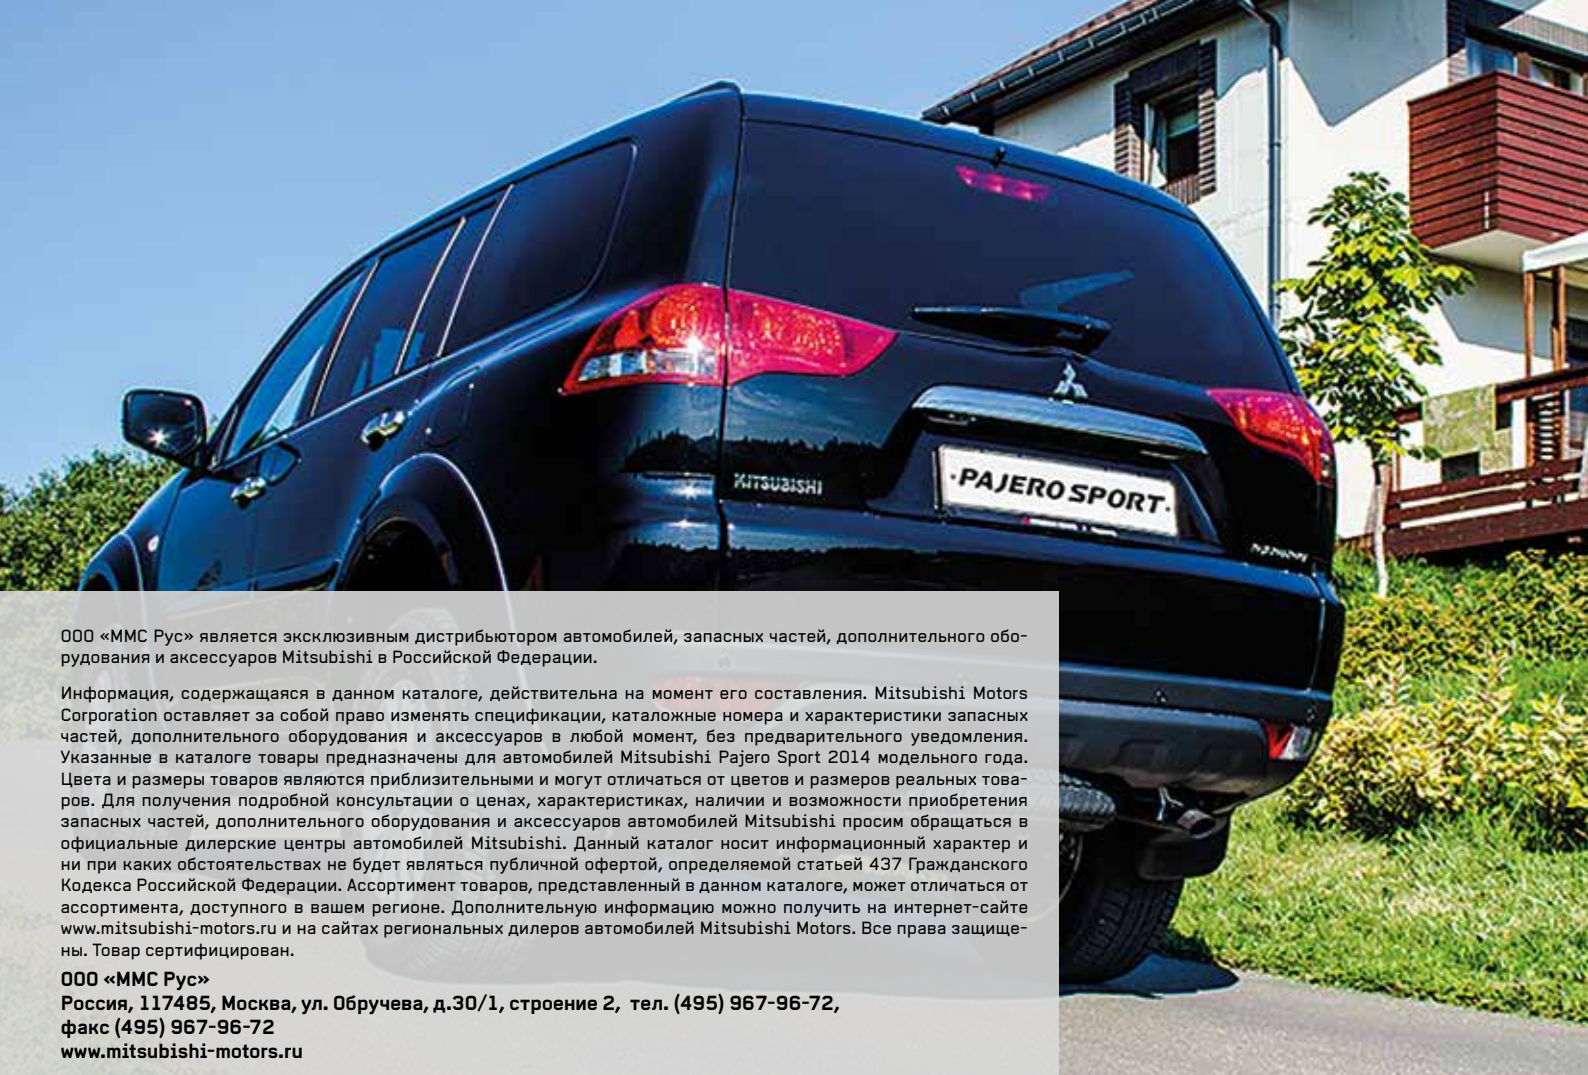 MITSUBISHI
·PAJERO SPORT·
ООО «ММС Рус» является эксклюзивным дистрибьютором автомобилей, запасных частей, дополнительного обо-
рудования и аксессуаров Mitsubishi в Российской Федерации.
Информация, содержащаяся в данном каталоге, действительна на момент его составления. Mitsubishi Motors
Corporation оставляет за собой право изменять спецификации, каталожные номера и характеристики запасных
частей, дополнительного оборудования и аксессуаров в любой момент, без предварительного уведомления.
Указанные в каталоге товары предназначены для автомобилей Mitsubishi Pajero Sport 2014 модельного года.
Цвета и размеры товаров являются приблизительными и могут отличаться от цветов и размеров реальных това-
ров. Для получения подробной консультации о ценах, характеристиках, наличии и возможности приобретения
запасных частей, дополнительного оборудования и аксессуаров автомобилей Mitsubishi просим обращаться в
официальные дилерские центры автомобилей Mitsubishi. Данный каталог носит информационный характер и
ни при каких обстоятельствах не будет являться публичной офертой, определяемой статьей 437 Гражданского
Кодекса Российской Федерации. Ассортимент товаров, представленный в данном каталоге, может отличаться от
ассортимента, доступного в вашем регионе. Дополнительную информацию можно получить на интернет-сайте
www.mitsubishi-motors.ru и на сайтах региональных дилеров автомобилей Mitsubishi Motors. Все права защище-
ны. Товар сертифицирован.
ООО «ММС Рус»
Россия, 117485, Москва, ул. Обручева, д.30/1, строение 2, тел. (495) 967-96-72,
факс (495) 967-96-72
www.mitsubishi-motors.ru